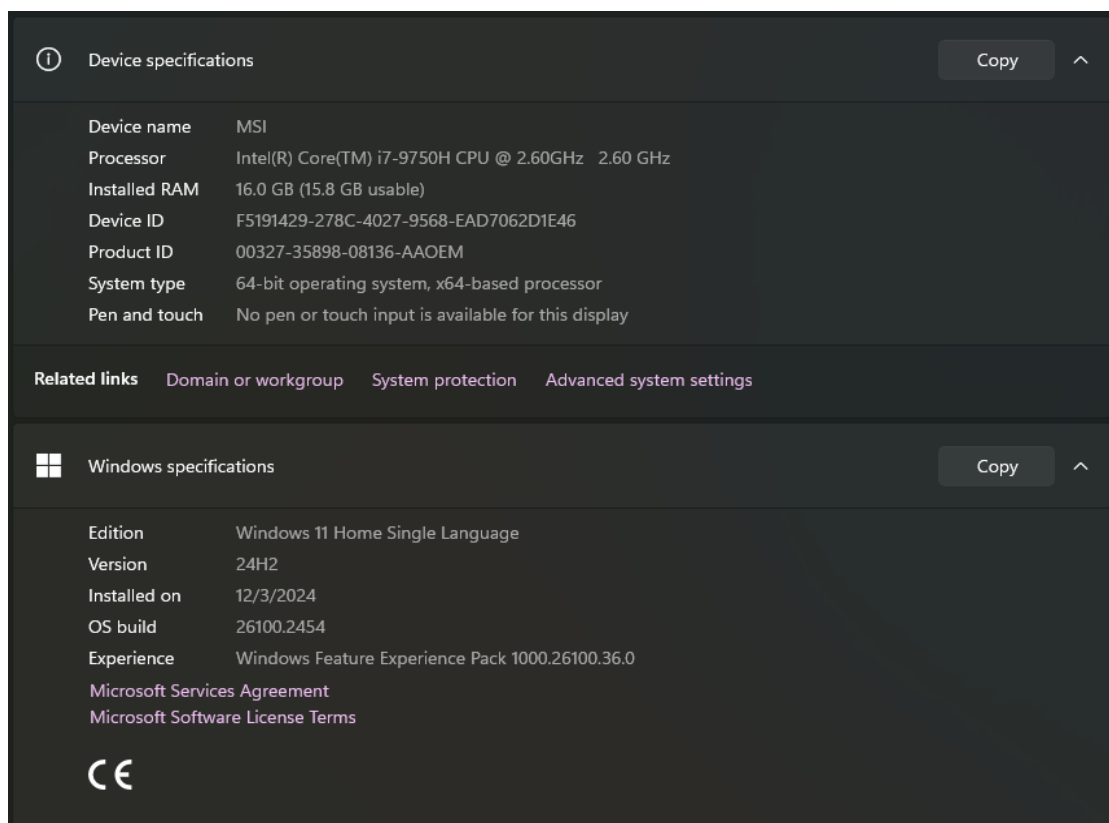 Device specifications
Copy
Device name MSI
Processor Intel(R) Core(TM) i7-9750H CPU @ 2.60GHz 2.60 GHz
Installed RAM 16.0 GB (15.8 GB usable)
Device ID F5191429-278C-4027-9568-EAD7062D1E46
Product ID 00327-35898-08136-AAOEM
System type 64-bit operating system, x64-based processor
Pen and touch No pen or touch input is available for this display
Related links Domain or workgroup System protection Advanced system settings
Windows specifications
Copy
Edition Windows 11 Home Single Language
Version 24H2
Installed on 12/3/2024
OS build 26100.2454
Experience Windows Feature Experience Pack 1000.26100.36.0
Microsoft Services Agreement
Microsoft Software License Terms
CE